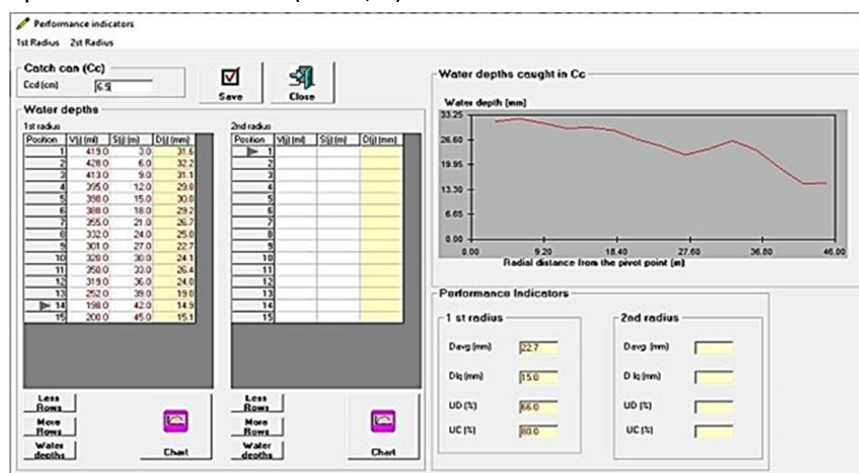 Performance indicators
1st Radius 2st Radius
Catch can (Cc)
Ccd (cm) 6.5
Save
Close
Water depths
1st radius
Position V(j) (ml) S(j) (m) D(j) (mm)
1 419.0 3.0 31.6
2 428.0 6.0 32.2
3 413.0 9.0 31.1
4 395.0 12.0 29.8
5 398.0 15.0 30.0
6 388.0 18.0 29.2
7 355.0 21.0 26.7
8 332.0 24.0 25.0
9 301.0 27.0 22.7
10 320.0 30.0 24.1
11 350.0 33.0 26.4
12 319.0 36.0 24.0
13 252.0 39.0 19.0
14 198.0 42.0 14.9
15 200.0 45.0 15.1
Less Rows
More Rows
Water depths
Chart
2nd radius
Position V(j) (ml) S(j) (m) D(j) (mm)
1
2
3
4
5
6
7
8
9
10
11
12
13
14
15
Less Rows
More Rows
Water depths
Chart
Water depths caught in Cc
Water depth (mm)
33.25
26.60
19.95
13.30
6.65
0.00
0.00 9.20 18.40 27.60 36.80 46.00
Radial distance from the pivot point (m)
Performance Indicators
1 st radius
Davg (mm) 22.7
Dlq (mm) 15.0
UD (%) 66.0
UC (%) 80.0
2nd radius
Davg (mm)
D lq (mm)
UD (%)
UC (%)